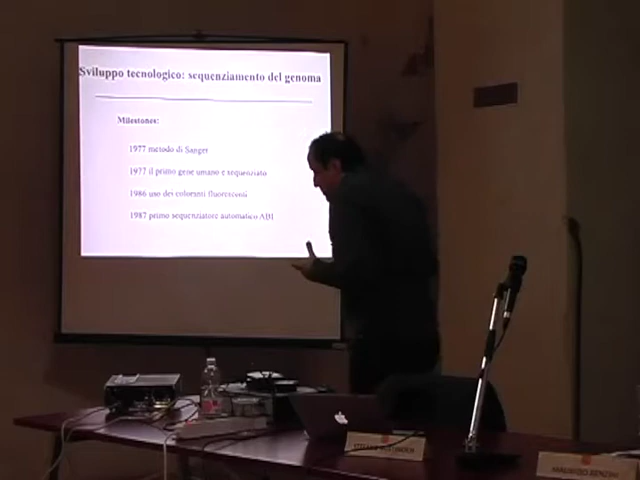 Sviluppo tecnologico: sequenziamento del genoma
Milestones:
1977 metodo di Sanger
1977 il primo gene umano è sequenziato
1986 uso dei coloranti fluorescenti
1987 primo sequenziatore automatico ABI